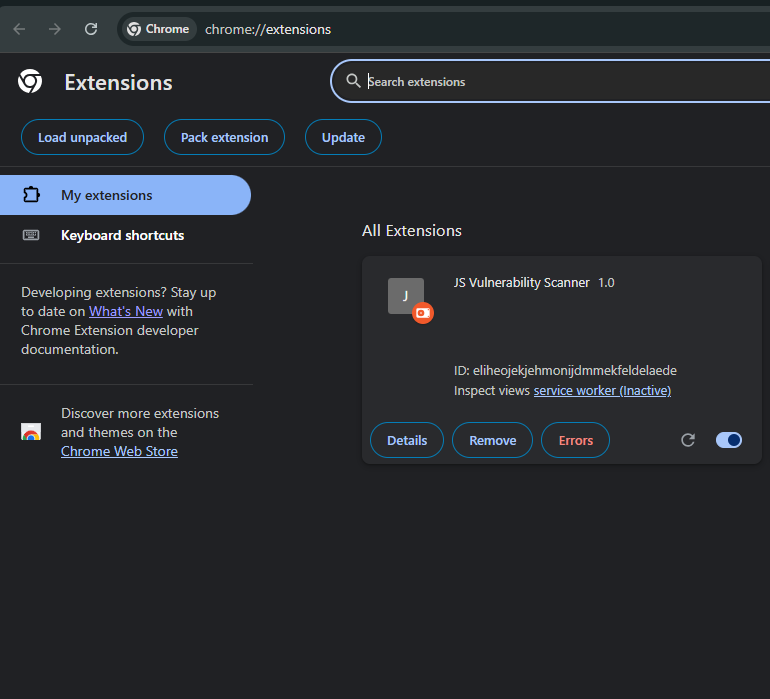 Chrome
chrome://extensions
Extensions
Search extensions
Load unpacked
Pack extension
Update
My extensions
Keyboard shortcuts
Developing extensions? Stay up
to date on What's New with
Chrome Extension developer
documentation.
Discover more extensions
and themes on the
Chrome Web Store
All Extensions
J
JS Vulnerability Scanner 1.0
ID: eliheojekjehmonijdmmekfeldelaede
Inspect views service worker (Inactive)
Details
Remove
Errors